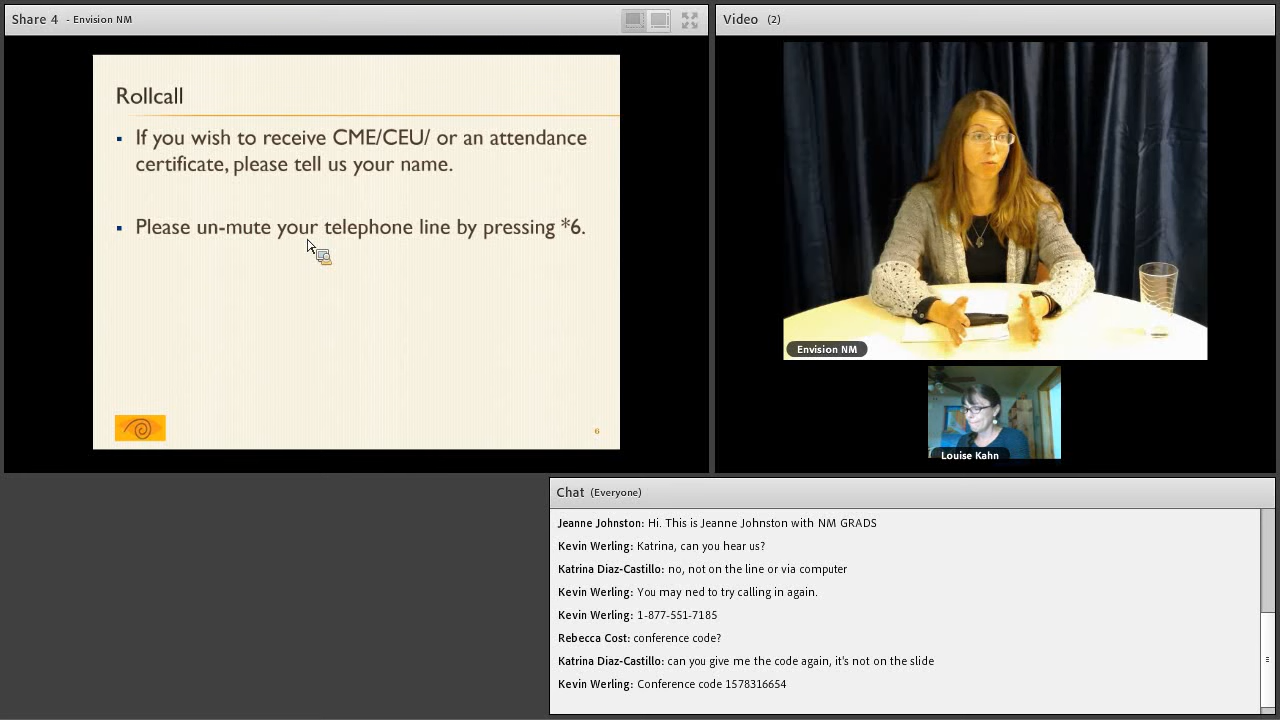 Share 4 - Envision NM
Rollcall
If you wish to receive CME/CEU/ or an attendance
certificate, please tell us your name.
Please un-mute your telephone line by pressing *6.
6
Video (2)
Envision NM
Louise Kahn
Chat (Everyone)
Jeanne Johnston: Hi. This is Jeanne Johnston with NM GRADS
Kevin Werling: Katrina, can you hear us?
Katrina Diaz-Castillo: no, not on the line or via computer
Kevin Werling: You may ned to try calling in again.
Kevin Werling: 1-877-551-7185
Rebecca Cost: conference code?
Katrina Diaz-Castillo: can you give me the code again, it's not on the slide
Kevin Werling: Conference code 1578316654